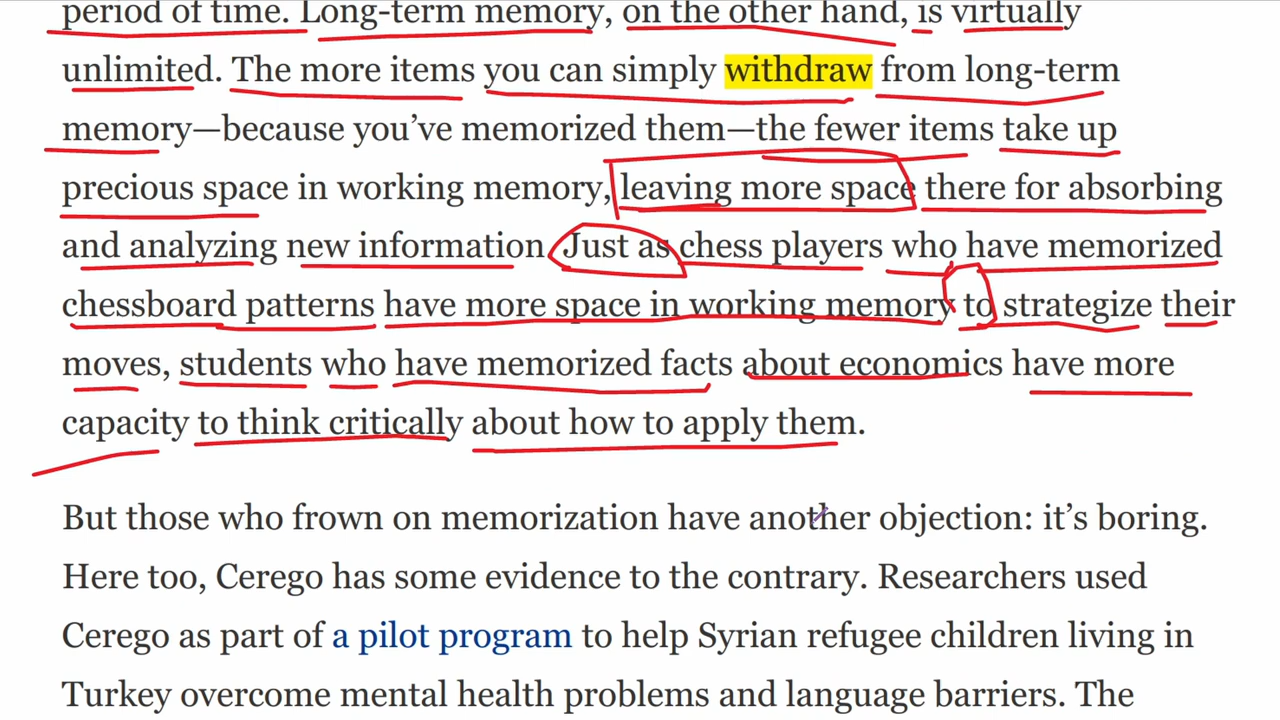 period of time. Long-term memory, on the other hand, is virtually
unlimited. The more items you can simply withdraw from long-term
memory—because you’ve memorized them—the fewer items take up
precious space in working memory, leaving more space there for absorbing
and analyzing new information. Just as chess players who have memorized
chessboard patterns have more space in working memory to strategize their
moves, students who have memorized facts about economics have more
capacity to think critically about how to apply them.
But those who frown on memorization have another objection: it’s boring.
Here too, Cerego has some evidence to the contrary. Researchers used
Cerego as part of a pilot program to help Syrian refugee children living in
Turkey overcome mental health problems and language barriers. The